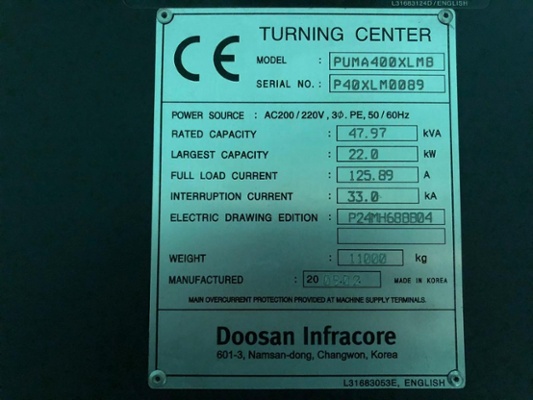 L31683124D/ENGLISH
CE
TURNING CENTER
MODEL : PUMA400XLMB
SERIAL NO. : P40XLM0089
POWER SOURCE : AC200/220V, 3Ø. PE, 50/60Hz
RATED CAPACITY : 47.97 kVA
LARGEST CAPACITY : 22.0 kW
FULL LOAD CURRENT : 125.89 A
INTERRUPTION CURRENT : 33.0 kA
ELECTRIC DRAWING EDITION : P24MH6BBB04
WEIGHT : 11000 kg
MANUFACTURED : 20 MADE IN KOREA
MAIN OVERCURRENT PROTECTION PROVIDED AT MACHINE SUPPLY TERMINALS.
Doosan Infracore
601-3, Namsan-dong, Changwon, Korea
L31683053E, ENGLISH